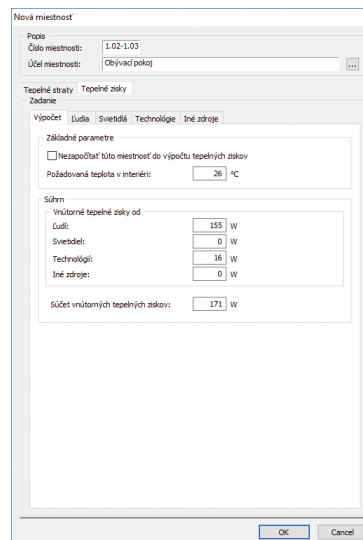 Nová miestnosť
Popis
Číslo miestnosti: 1.02-1.03
Účel miestnosti: Obývací pokoj ...
Tepelné straty Tepelné zisky
Zadanie
Výpočet Ľudia Svietidlá Technológie Iné zdroje
Základné parametre
Nezapočítať túto miestnosť do výpočtu tepelných ziskov
Požadovaná teplota v interiéri: 26 °C
Súhrn
Vnútorné tepelné zisky od
Ľudí: 155 W
Svietidiel: 0 W
Technológií: 16 W
Iné zdroje: 0 W
Súčet vnútorných tepelných ziskov: 171 W
OK Cancel